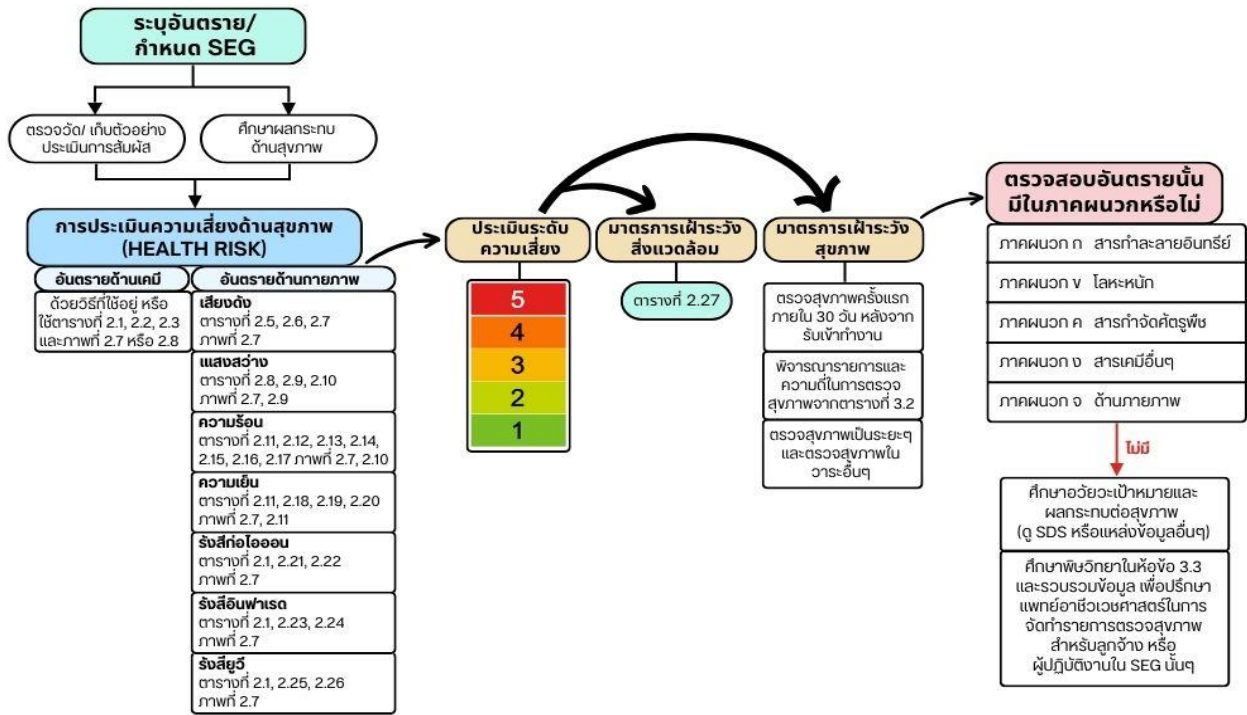 ระบุอันตราย/
กำหนด SEG
ตรวจวัด/ เก็บตัวอย่าง
ประเมินการสัมผัส
ศึกษาผลกระทบ
ด้านสุขภาพ
การประเมินความเสี่ยงด้านสุขภาพ
(HEALTH RISK)
อันตรายด้านเคมี
ด้วยวิธีที่ใช้อยู่ หรือ
ใช้ตารางที่ 2.1, 2.2, 2.3
และภาพที่ 2.7 หรือ 2.8
อันตรายด้านกายภาพ
เสียงดัง
ตารางที่ 2.5, 2.6, 2.7
ภาพที่ 2.7
แสงสว่าง
ตารางที่ 2.8, 2.9, 2.10
ภาพที่ 2.7, 2.9
ความร้อน
ตารางที่ 2.11, 2.12, 2.13, 2.14,
2.15, 2.16, 2.17 ภาพที่ 2.7, 2.10
ความเย็น
ตารางที่ 2.11, 2.18, 2.19, 2.20
ภาพที่ 2.7, 2.11
รังสีก่อไอออน
ตารางที่ 2.1, 2.21, 2.22
ภาพที่ 2.7
รังสีอินฟาเรด
ตารางที่ 2.1, 2.23, 2.24
ภาพที่ 2.7
รังสียูวี
ตารางที่ 2.1, 2.25, 2.26
ภาพที่ 2.7
ประเมินระดับ
ความเสี่ยง
5
4
3
2
1
มาตรการเฝ้าระวัง
สิ่งแวดล้อม
ตารางที่ 2.27
มาตรการเฝ้าระวัง
สุขภาพ
ตรวจสุขภาพครั้งแรก
ภายใน 30 วัน หลังจาก
รับเข้าทำงาน
พิจารณารายการและ
ความถี่ในการตรวจ
สุขภาพจากตารางที่ 3.2
ตรวจสุขภาพเป็นระยะๆ
และตรวจสุขภาพใน
วาระอื่นๆ
ตรวจสอบอันตรายนั้น
มีในภาคผนวกหรือไม่
ภาคผนวก ก สารทำละลายอินทรีย์
ภาคผนวก ข โลหะหนัก
ภาคผนวก ค สารกำจัดศัตรูพืช
ภาคผนวก ง สารเคมีอื่นๆ
ภาคผนวก จ ด้านภายภาพ
ไม่มี
ศึกษาอวัยวะเป้าหมายและ
ผลกระทบต่อสุขภาพ
(ดู SDS หรือแหล่งข้อมูลอื่นๆ)
ศึกษาพิษวิทยาในห้อข้อ 3.3
และรวบรวมข้อมูล เพื่อปรึกษา
แพทย์อาชีวเวชศาสตร์ในการ
จัดทำรายการตรวจสุขภาพ
สำหรับลูกจ้าง หรือ
ผู้ปฏิบัติงานใน SEG นั้นๆ